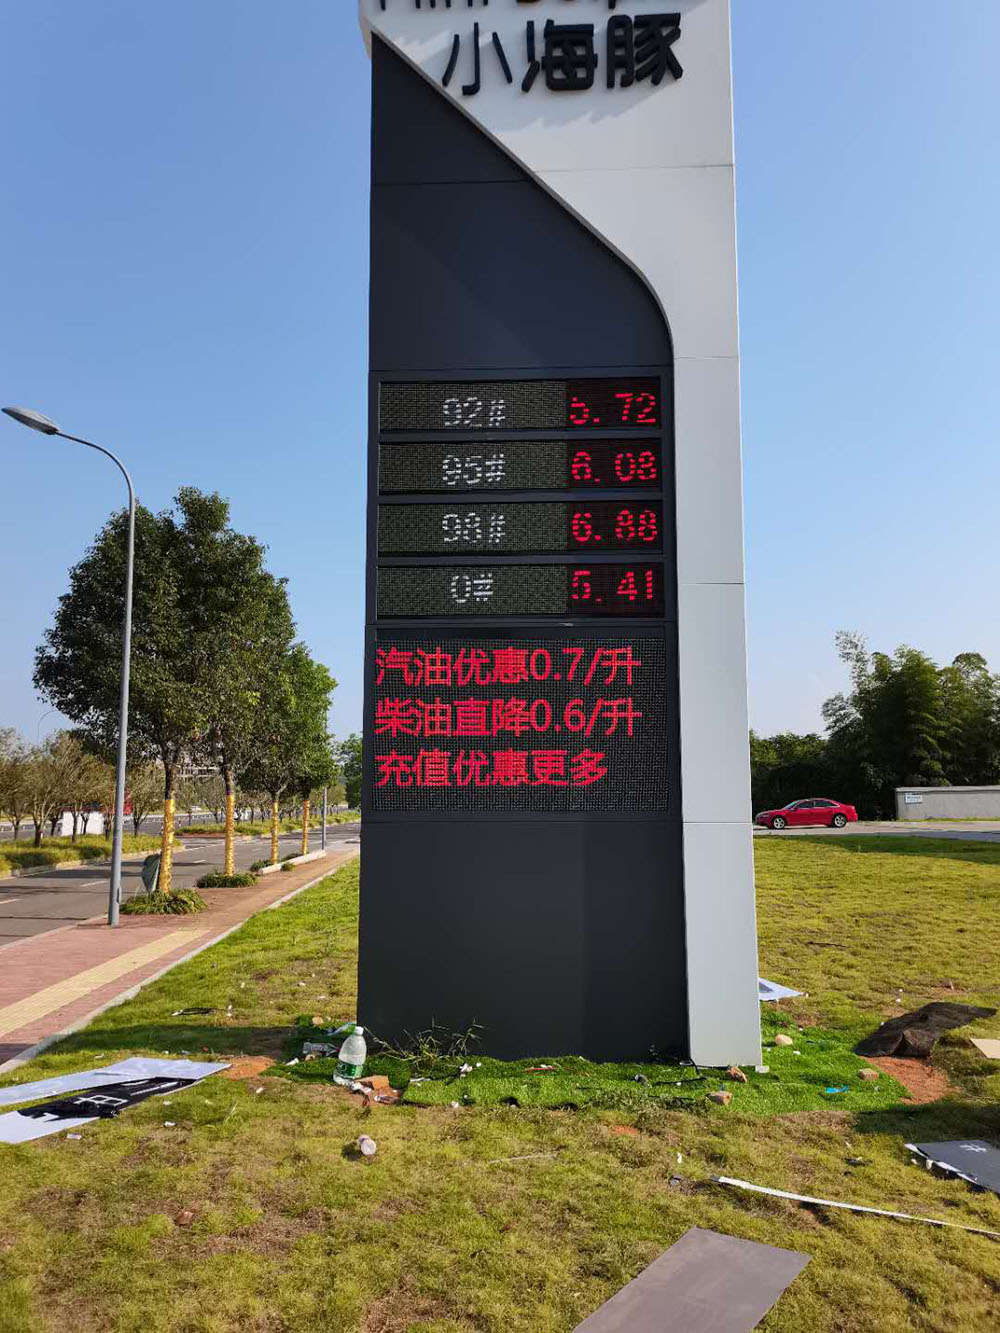 小海豚
92# 5.72
95# 6.08
98# 6.88
0# 5.41
汽油优惠0.7/升
柴油直降0.6/升
充值优惠更多